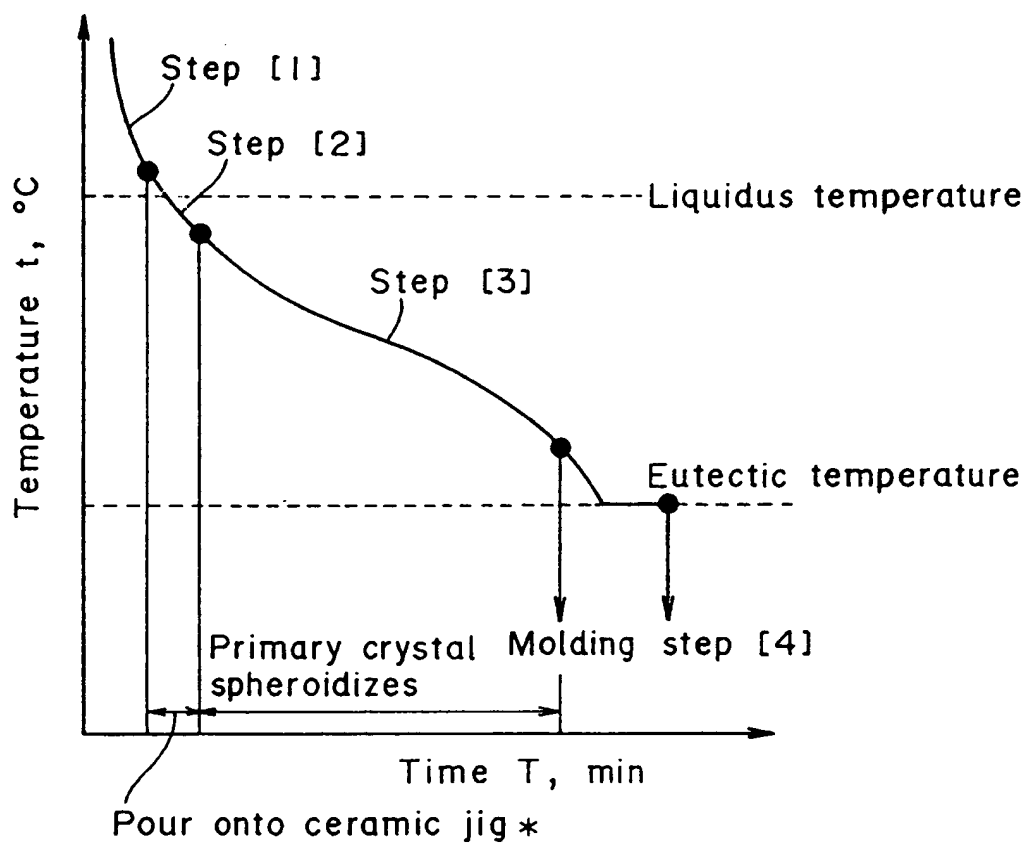 Step [1]
Step [2]
Liquidus temperature
Step [3]
Temperature t, °C
Eutectic temperature
Primary crystal
spheroidizes
Molding step [4]
Time T, min
Pour onto ceramic jig *